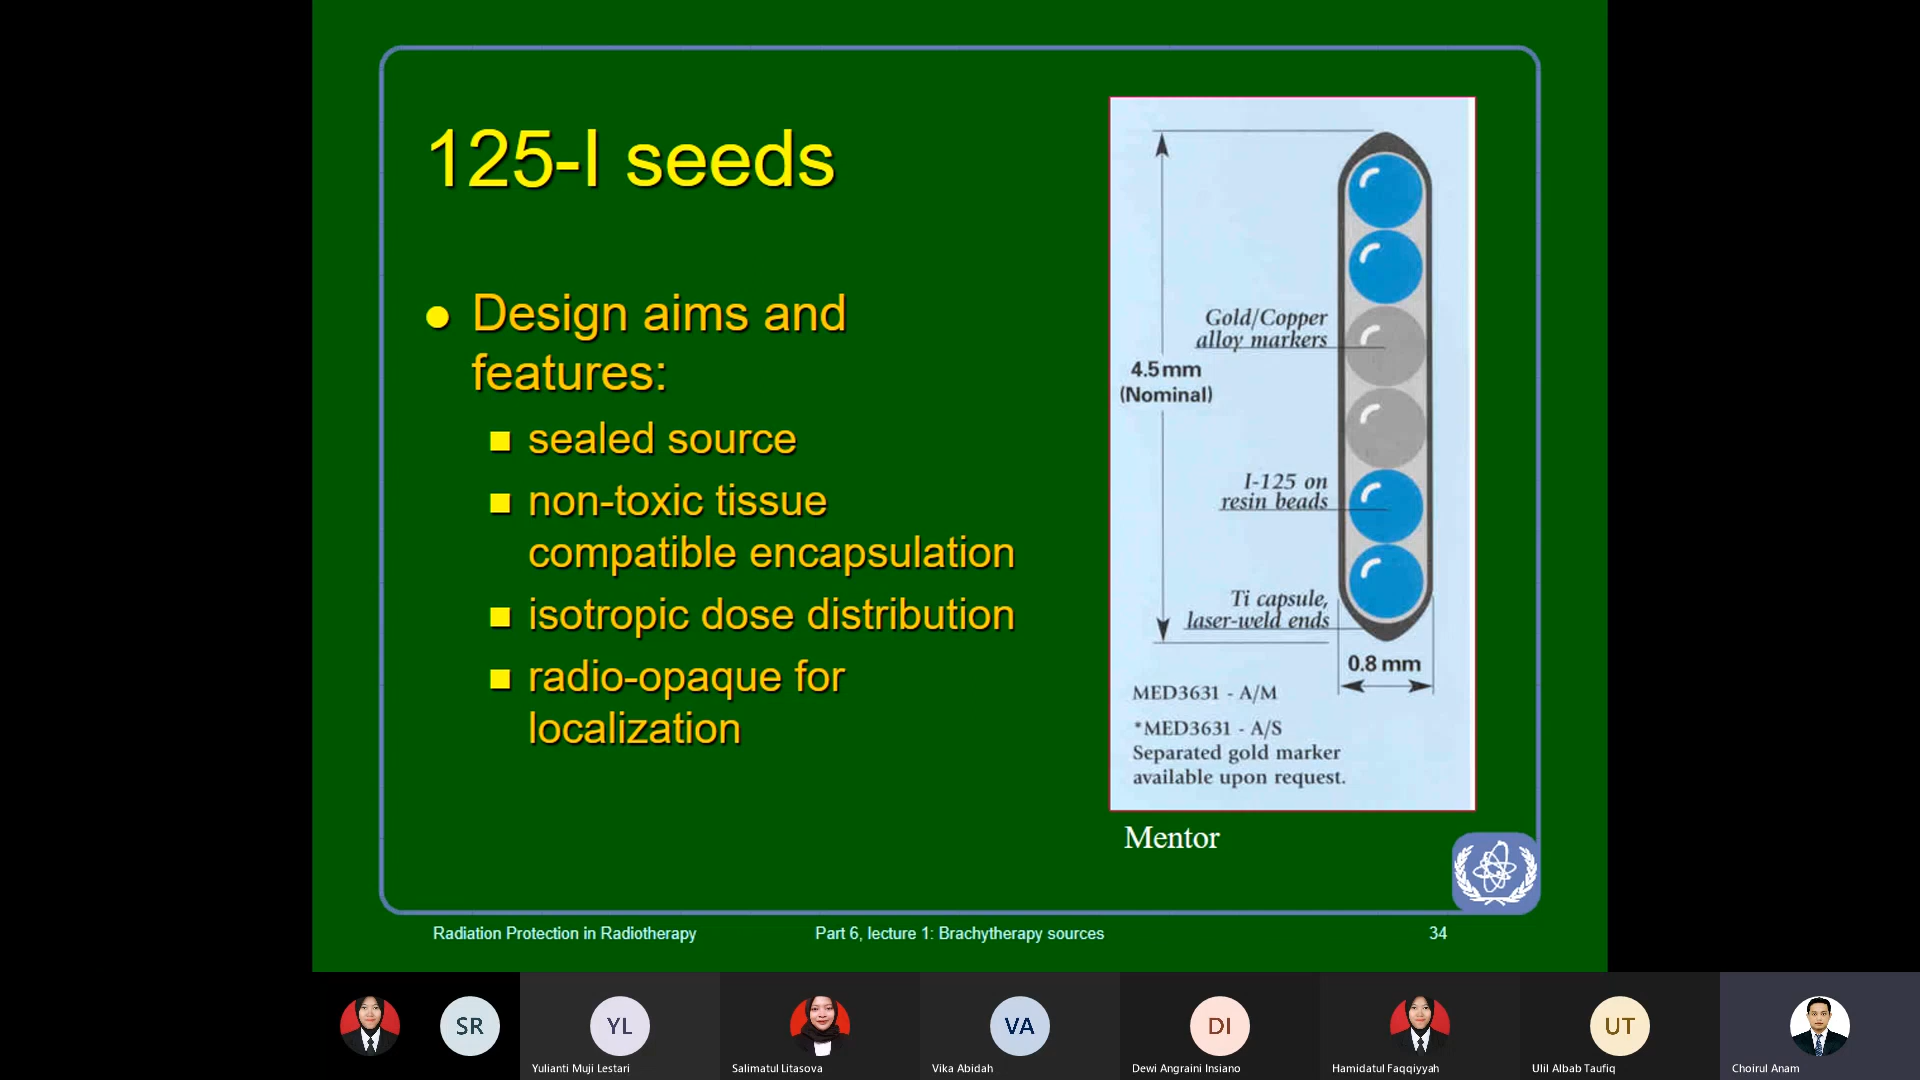 125-I seeds
Design aims and
features:
sealed source
non-toxic tissue
compatible encapsulation
isotropic dose distribution
radio-opaque for
localization
Gold/Copper
alloy markers
4.5 mm
(Nominal)
I-125 on
resin beads
Ti capsule,
laser-weld ends
0.8 mm
MED3631 - A/M
*MED3631 - A/S
Separated gold marker
available upon request.
Mentor
Radiation Protection in Radiotherapy
Part 6, lecture 1: Brachytherapy sources
34
SR
YL
VA
DI
UT
Yulianti Muji Lestari
Salimatul Litasova
Vika Abidah
Dewi Angraini Insiano
Hamidatul Faqqiyyah
Ulil Albab Taufiq
Choirul Anam